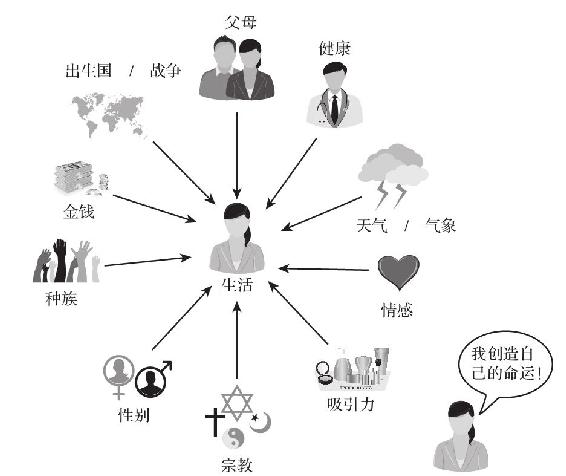 父母
健康
出生国 / 战争
金钱
天气 / 气象
种族
生活
情感
性别
吸引力
宗教
我创造自
己的命运!